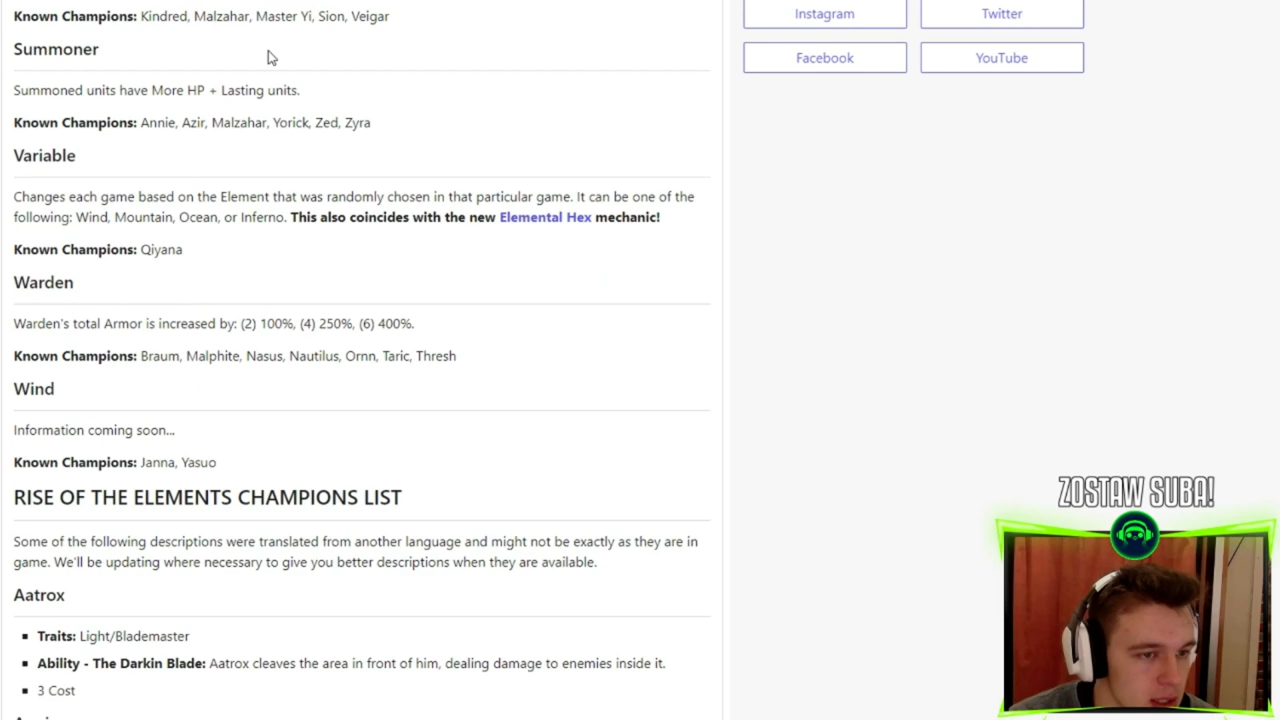 Known Champions: Kindred, Malzahar, Master Yi, Sion, Veigar
Summoner
Summoned units have More HP + Lasting units.
Known Champions: Annie, Azir, Malzahar, Yorick, Zed, Zyra
Variable
Changes each game based on the Element that was randomly chosen in that particular game. It can be one of the
following: Wind, Mountain, Ocean, or Inferno. This also coincides with the new Elemental Hex mechanic!
Known Champions: Qiyana
Warden
Warden's total Armor is increased by: (2) 100%, (4) 250%, (6) 400%.
Known Champions: Braum, Malphite, Nasus, Nautilus, Ornn, Taric, Thresh
Wind
Information coming soon...
Known Champions: Janna, Yasuo
RISE OF THE ELEMENTS CHAMPIONS LIST
Some of the following descriptions were translated from another language and might not be exactly as they are in
game. We'll be updating where necessary to give you better descriptions when they are available.
Aatrox
Traits: Light/Blademaster
Ability - The Darkin Blade: Aatrox cleaves the area in front of him, dealing damage to enemies inside it.
3 Cost
Instagram
Twitter
Facebook
YouTube
ZOSTAW SUBA!